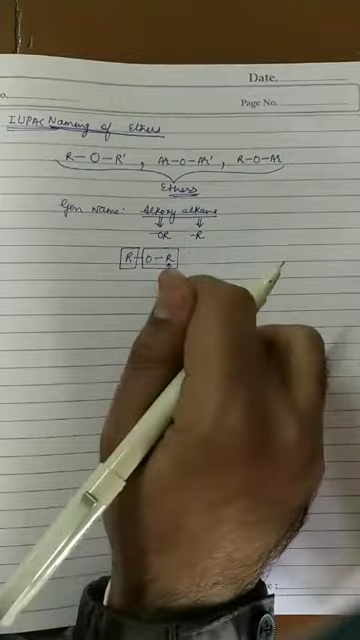 Date.
o.
Page No.
IUPAC Naming of Ethers
R-O-R' , Ar-O-Ar' , R-O-Ar
Ethers
Gen Name: Alkoxy alkane
-OR -R
R-O-R